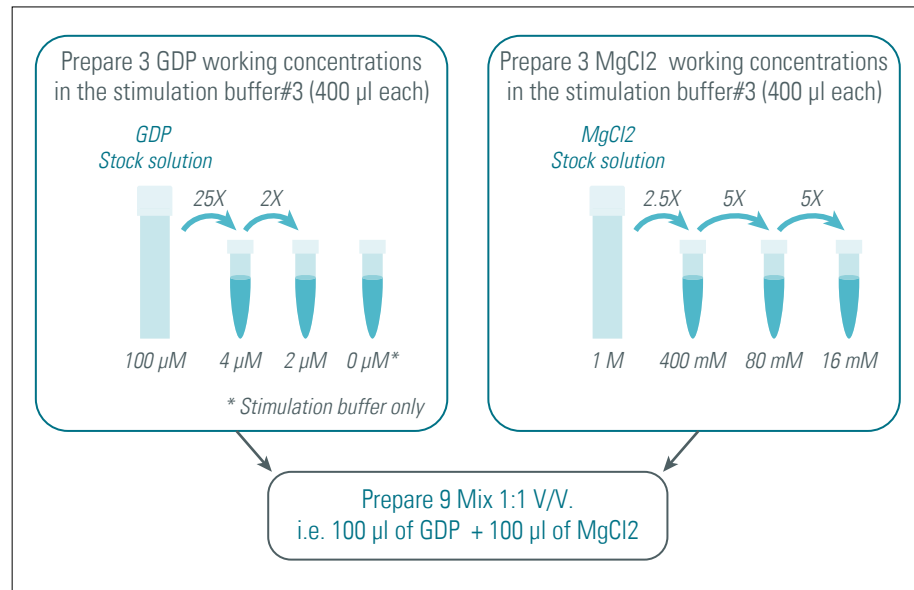 Prepare 3 GDP working concentrations
in the stimulation buffer#3 (400 µl each)
GDP
Stock solution
25X
2X
100 µM
4 µM
2 µM
0 µM*
* Stimulation buffer only
Prepare 3 MgCl2 working concentrations
in the stimulation buffer#3 (400 µl each)
MgCl2
Stock solution
2.5X
5X
5X
1 M
400 mM
80 mM
16 mM
Prepare 9 Mix 1:1 V/V.
i.e. 100 µl of GDP + 100 µl of MgCl2